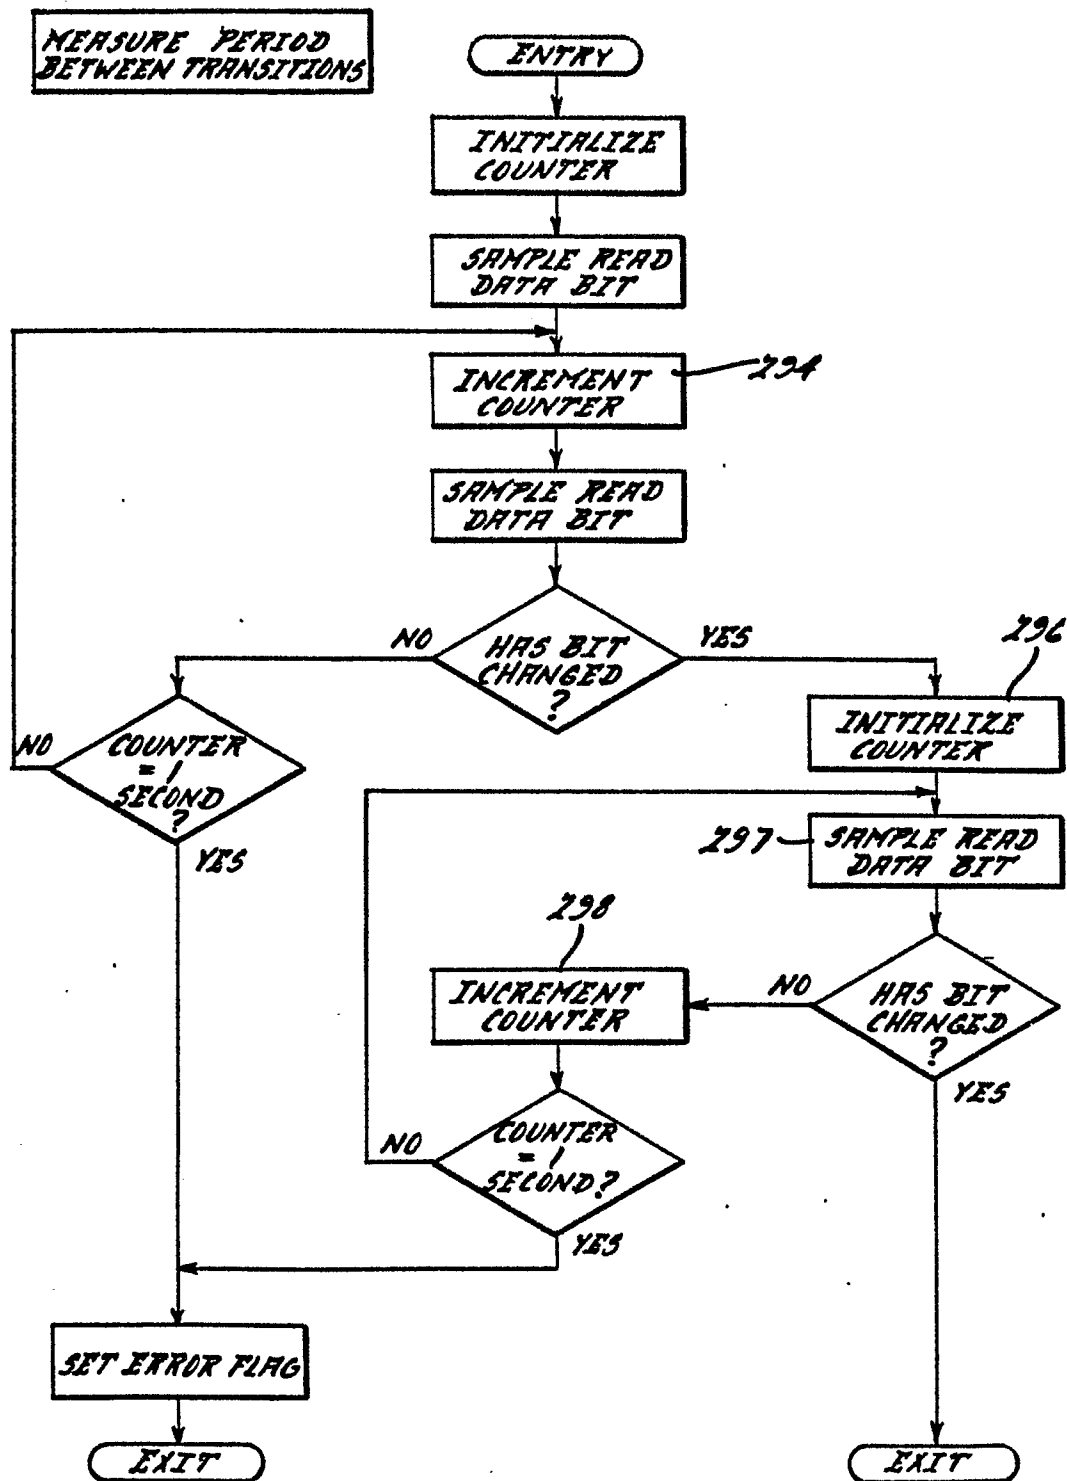 MEASURE PERIOD
BETWEEN TRANSITIONS
ENTRY
INITIALIZE
COUNTER
SAMPLE READ
DATA BIT
INCREMENT
COUNTER
294
SAMPLE READ
DATA BIT
HAS BIT
CHANGED
?
NO
YES
296
INITIALIZE
COUNTER
COUNTER
= 1
SECOND
?
NO
YES
297
SAMPLE READ
DATA BIT
298
INCREMENT
COUNTER
NO
HAS BIT
CHANGED
?
YES
COUNTER
= 1
SECOND?
NO
YES
SET ERROR FLAG
EXIT
EXIT